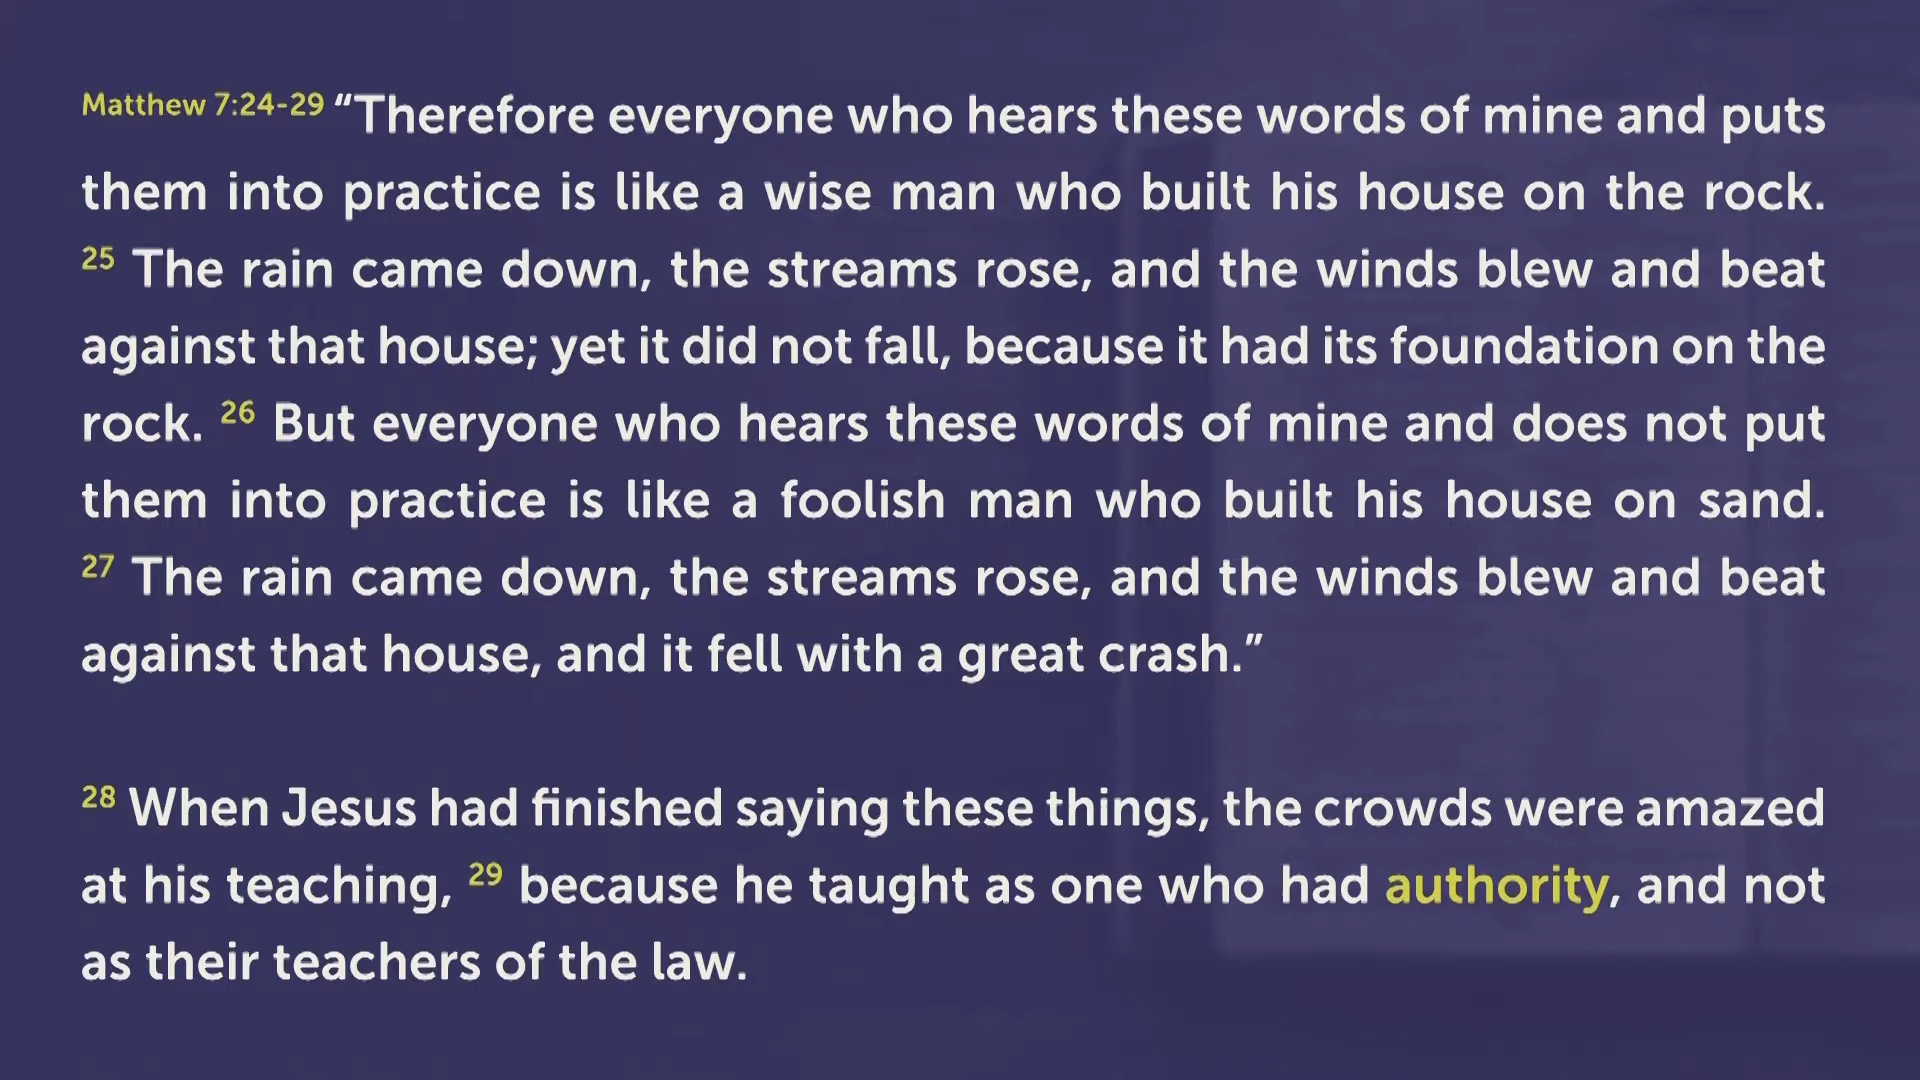 Matthew 7:24-29 “Therefore everyone who hears these words of mine and puts
them into practice is like a wise man who built his house on the rock.
25 The rain came down, the streams rose, and the winds blew and beat
against that house; yet it did not fall, because it had its foundation on the
rock. 26 But everyone who hears these words of mine and does not put
them into practice is like a foolish man who built his house on sand.
27 The rain came down, the streams rose, and the winds blew and beat
against that house, and it fell with a great crash.”
28 When Jesus had finished saying these things, the crowds were amazed
at his teaching, 29 because he taught as one who had authority, and not
as their teachers of the law.